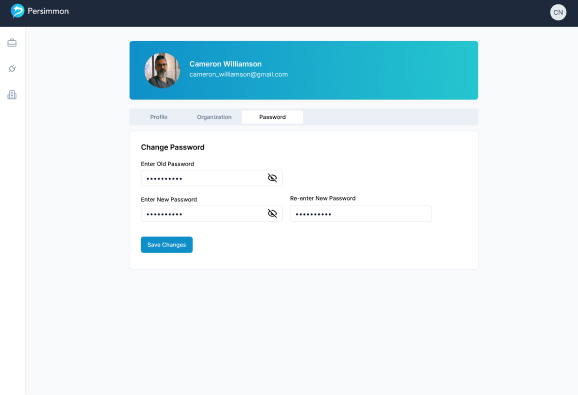 Persimmon
CN
Cameron Williamson
cameron_williamson@gmail.com
Profile
Organization
Password
Change Password
Enter Old Password
••••••••••
Enter New Password
Re-enter New Password
••••••••••
••••••••••
Save Changes